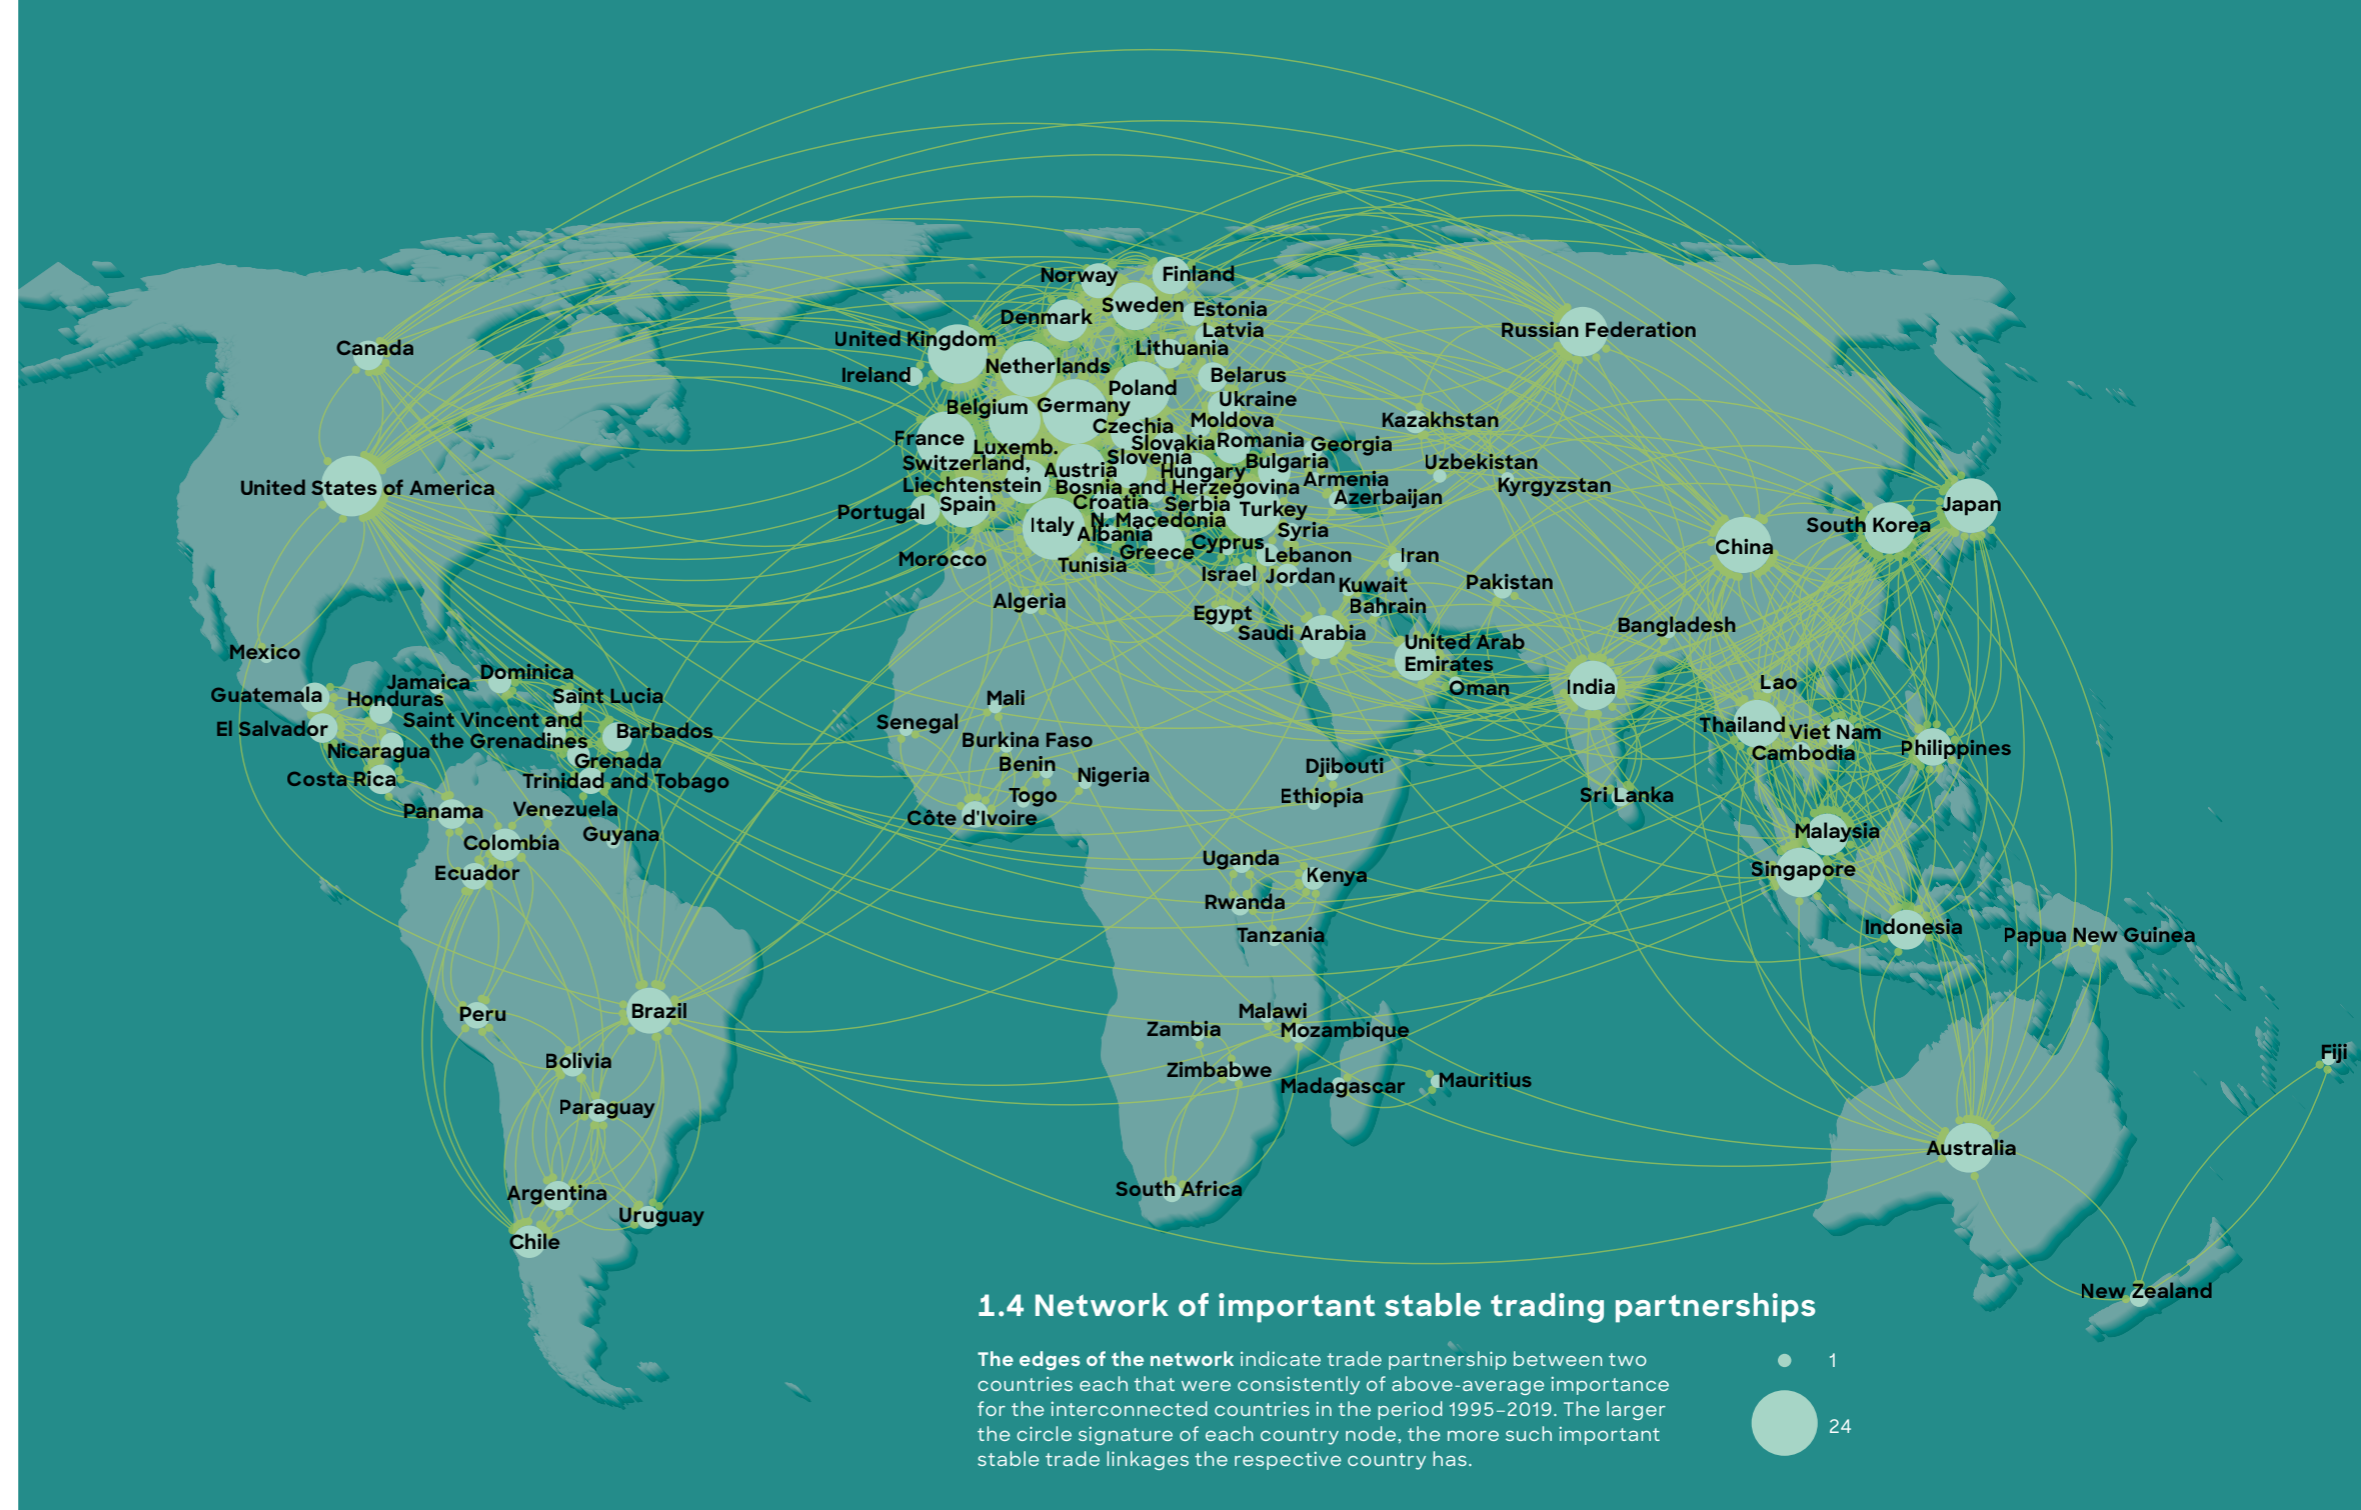 Norway
Finland
Sweden
Estonia
Denmark
Latvia
United Kingdom
Lithuania
Russian Federation
Canada
Netherlands
Ireland
Poland
Belarus
Belgium
Germany
Ukraine
Czechia
Moldova
Kazakhstan
France
Luxemb.
Slovakia
Romania
Georgia
Switzerland,
Liechtenstein
Austria
Slovenia
Hungary
Bulgaria
Uzbekistan
Armenia
Kyrgyzstan
United States of America
Bosnia and Herzegovina
Azerbaijan
Portugal
Spain
Croatia
Serbia
Turkey
Japan
Italy
N. Macedonia
South Korea
Albania
Syria
China
Greece
Cyprus
Lebanon
Iran
Morocco
Tunisia
Israel
Jordan
Kuwait
Pakistan
Algeria
Egypt
Bahrain
Saudi Arabia
Bangladesh
United Arab
Emirates
Mexico
Oman
India
Lao
Dominica
Jamaica
Guatemala
Honduras
Saint Lucia
Mali
Senegal
El Salvador
Saint Vincent and
the Grenadines
Barbados
Thailand
Viet Nam
Nicaragua
Burkina Faso
Cambodia
Philippines
Grenada
Benin
Djibouti
Costa Rica
Trinidad and Tobago
Nigeria
Togo
Ethiopia
Sri Lanka
Panama
Venezuela
Côte d'Ivoire
Guyana
Malaysia
Colombia
Uganda
Ecuador
Kenya
Singapore
Rwanda
Indonesia
Tanzania
Papua New Guinea
Peru
Brazil
Malawi
Zambia
Mozambique
Fiji
Bolivia
Zimbabwe
Madagascar
Mauritius
Paraguay
Australia
Argentina
South Africa
Uruguay
Chile
New Zealand
1.4 Network of important stable trading partnerships
The edges of the network indicate trade partnership between two
countries each that were consistently of above-average importance
for the interconnected countries in the period 1995–2019. The larger
the circle signature of each country node, the more such important
stable trade linkages the respective country has.
1
24